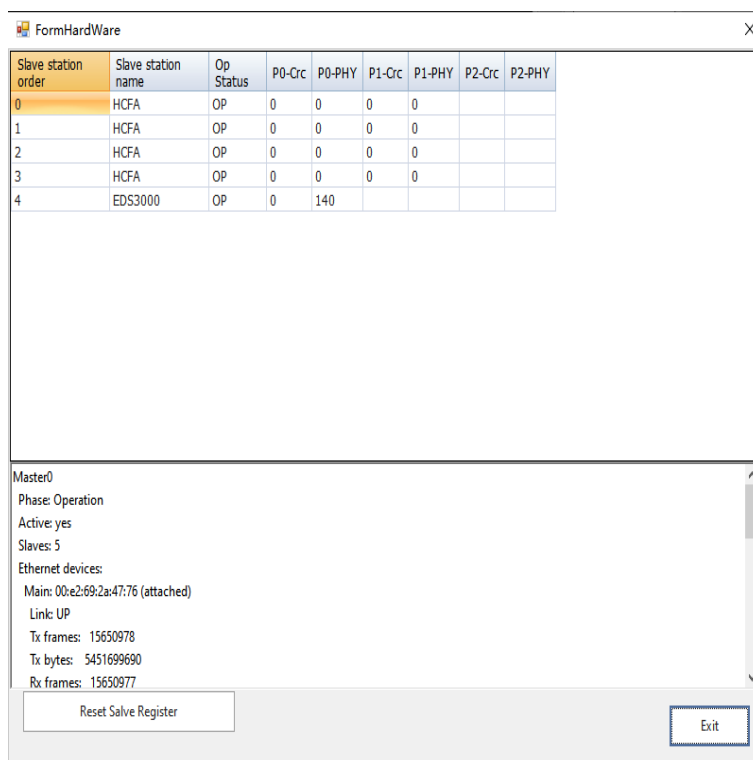 FormHardWare
Slave station order Slave station name Op Status P0-Crc P0-PHY P1-Crc P1-PHY P2-Crc P2-PHY
0 HCFA OP 0 0 0 0
1 HCFA OP 0 0 0 0
2 HCFA OP 0 0 0 0
3 HCFA OP 0 0 0 0
4 EDS3000 OP 0 140
Master0
Phase: Operation
Active: yes
Slaves: 5
Ethernet devices:
Main: 00:e2:69:2a:47:76 (attached)
Link: UP
Tx frames: 15650978
Tx bytes: 5451699690
Rx frames: 15650977
Reset Salve Register
Exit